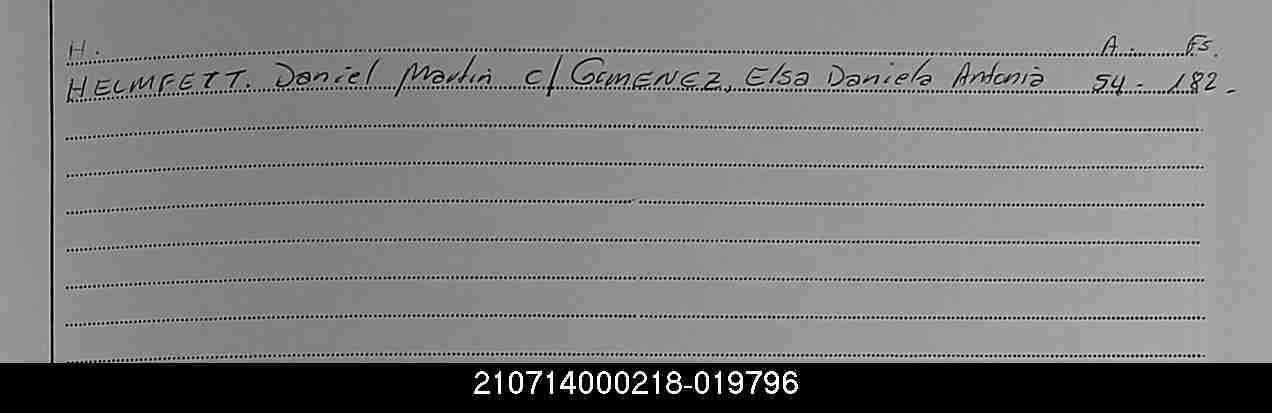 H. A. Fs.
HELMFETT. Daniel Martin c/ GIMENEZ, Elsa Daniela Antonia 54 - 182.
210714000218-019796